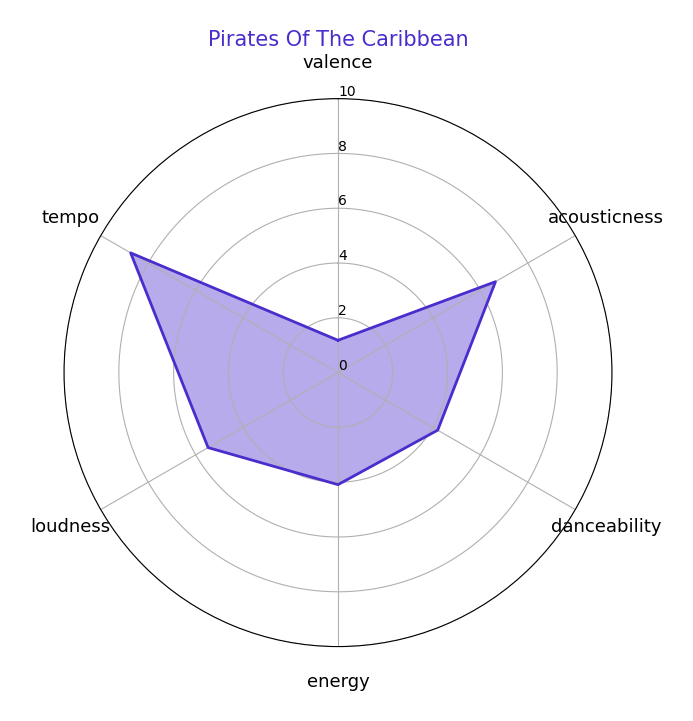 Pirates Of The Caribbean
valence
10
8
6
4
2
0
tempo
acousticness
loudness
danceability
energy